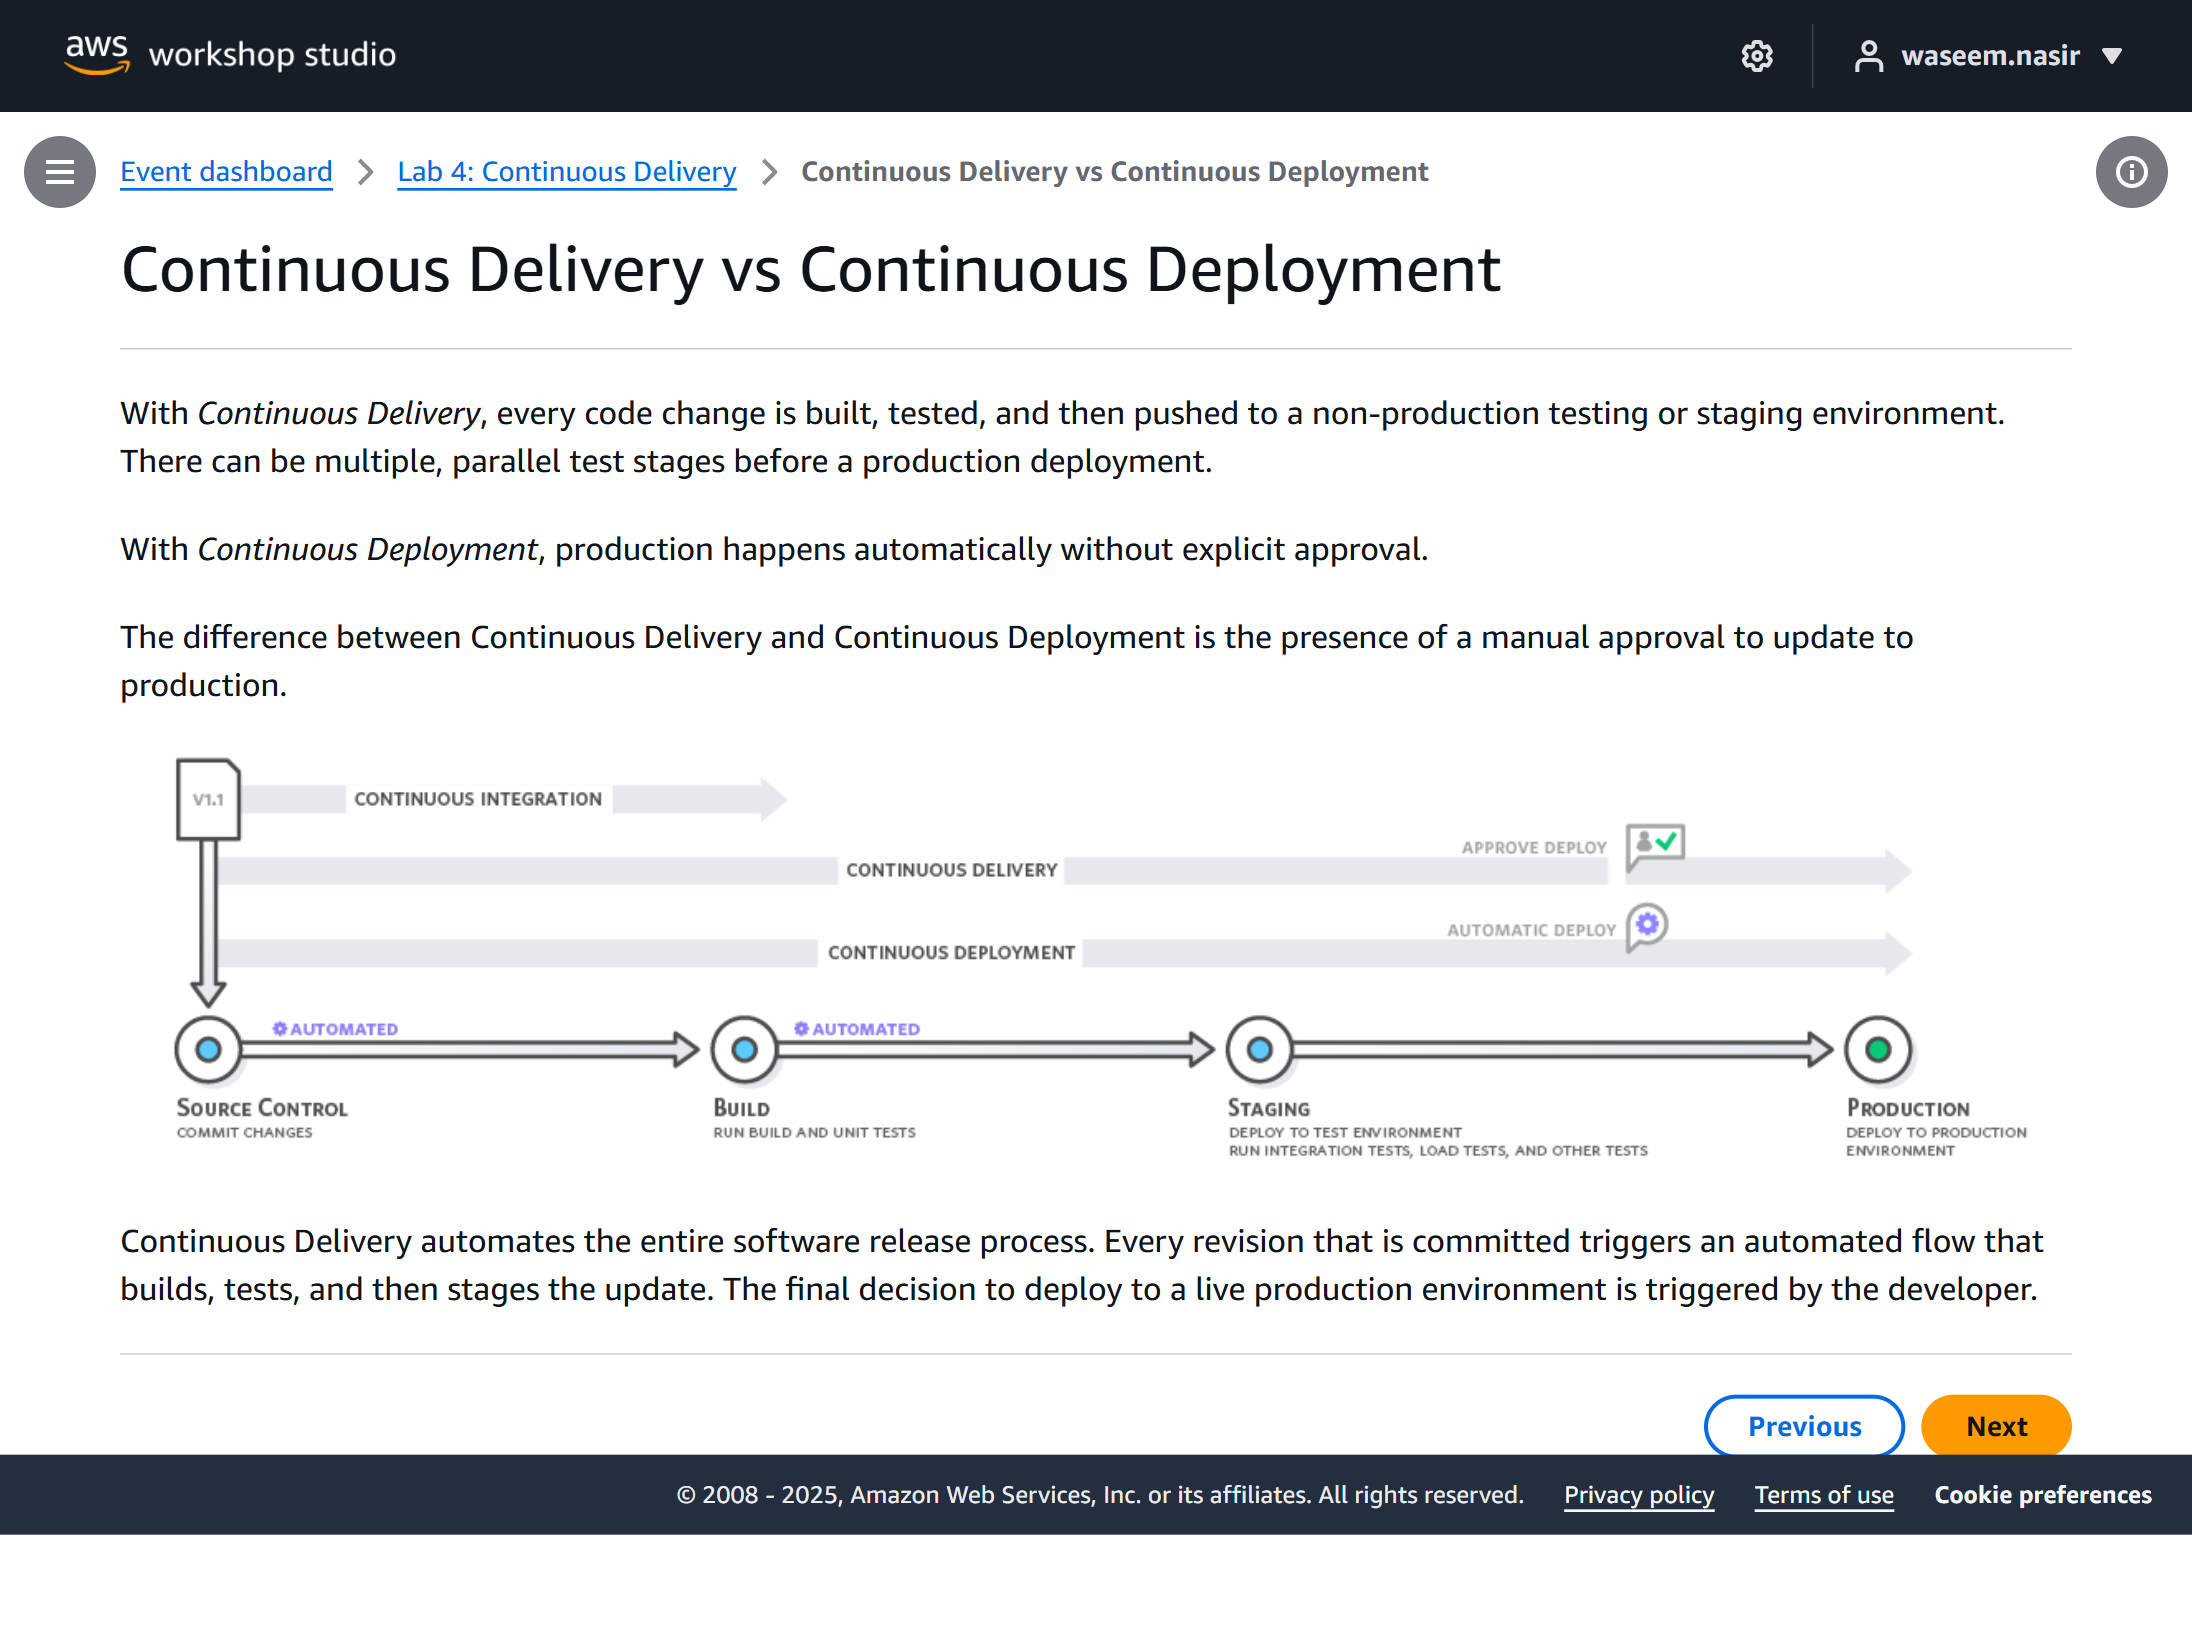 aws workshop studio
waseem.nasir
Event dashboard
Lab 4: Continuous Delivery
Continuous Delivery vs Continuous Deployment
Continuous Delivery vs Continuous Deployment
With Continuous Delivery, every code change is built, tested, and then pushed to a non-production testing or staging environment.
There can be multiple, parallel test stages before a production deployment.
With Continuous Deployment, production happens automatically without explicit approval.
The difference between Continuous Delivery and Continuous Deployment is the presence of a manual approval to update to
production.
V1.1
CONTINUOUS INTEGRATION
APPROVE DEPLOY
CONTINUOUS DELIVERY
AUTOMATIC DEPLOY
CONTINUOUS DEPLOYMENT
AUTOMATED
AUTOMATED
SOURCE CONTROL
COMMIT CHANGES
BUILD
RUN BUILD AND UNIT TESTS
STAGING
DEPLOY TO TEST ENVIRONMENT
RUN INTEGRATION TESTS, LOAD TESTS, AND OTHER TESTS
PRODUCTION
DEPLOY TO PRODUCTION
ENVIRONMENT
Continuous Delivery automates the entire software release process. Every revision that is committed triggers an automated flow that
builds, tests, and then stages the update. The final decision to deploy to a live production environment is triggered by the developer.
Previous
Next
© 2008 - 2025, Amazon Web Services, Inc. or its affiliates. All rights reserved.
Privacy policy
Terms of use
Cookie preferences